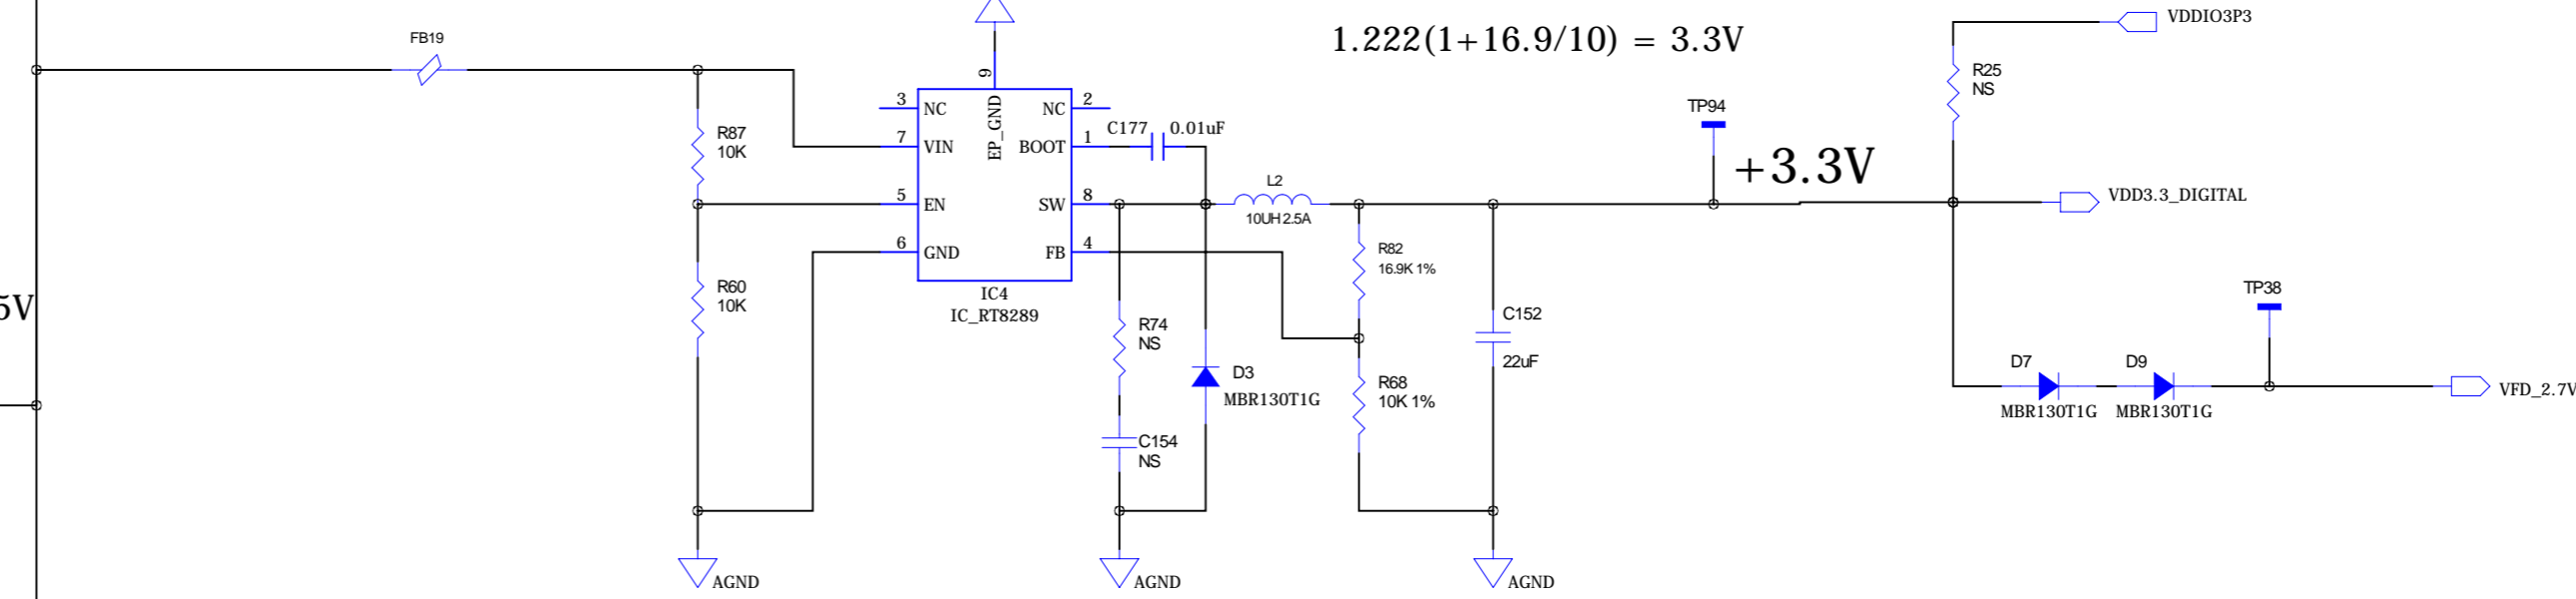 1.222(1+16.9/10) = 3.3V
VDDIO3P3
FB19
R25
NS
9
EP_GND
3
NC
NC
2
TP94
R87
10K
7
VIN
BOOT
1
C177
0.01uF
+3.3V
5
EN
SW
8
L2
10UH 2.5A
VDD3.3_DIGITAL
6
GND
FB
4
R82
16.9K 1%
R60
10K
IC4
IC_RT8289
5V
TP38
R74
NS
C152
22uF
D3
MBR130T1G
R68
10K 1%
D7
MBR130T1G
D9
MBR130T1G
VFD_2.7V
C154
NS
AGND
AGND
AGND